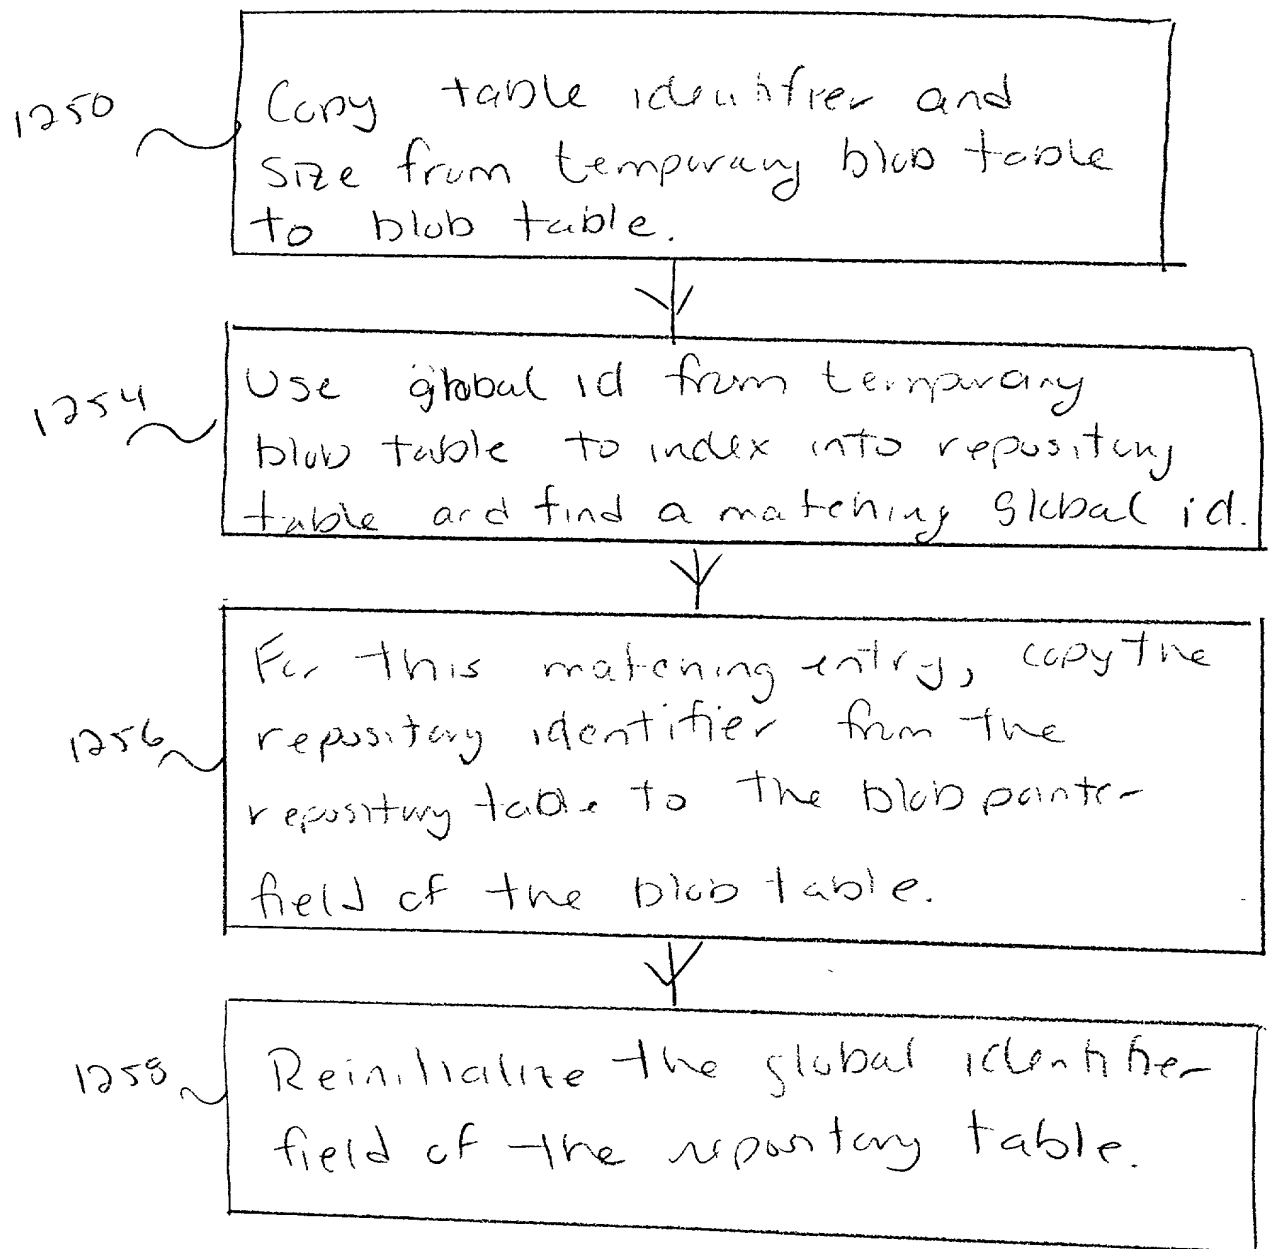 1250
Copy table identifier and
size from temporary blob table
to blob table.
1254
Use global id from temporary
blob table to index into repository
table and find a matching global id.
1256
For this matching entry, copy the
repository identifier from the
repository table to the blob pointer
field of the blob table.
1258
Reinitialize the global identifier
field of the repository table.